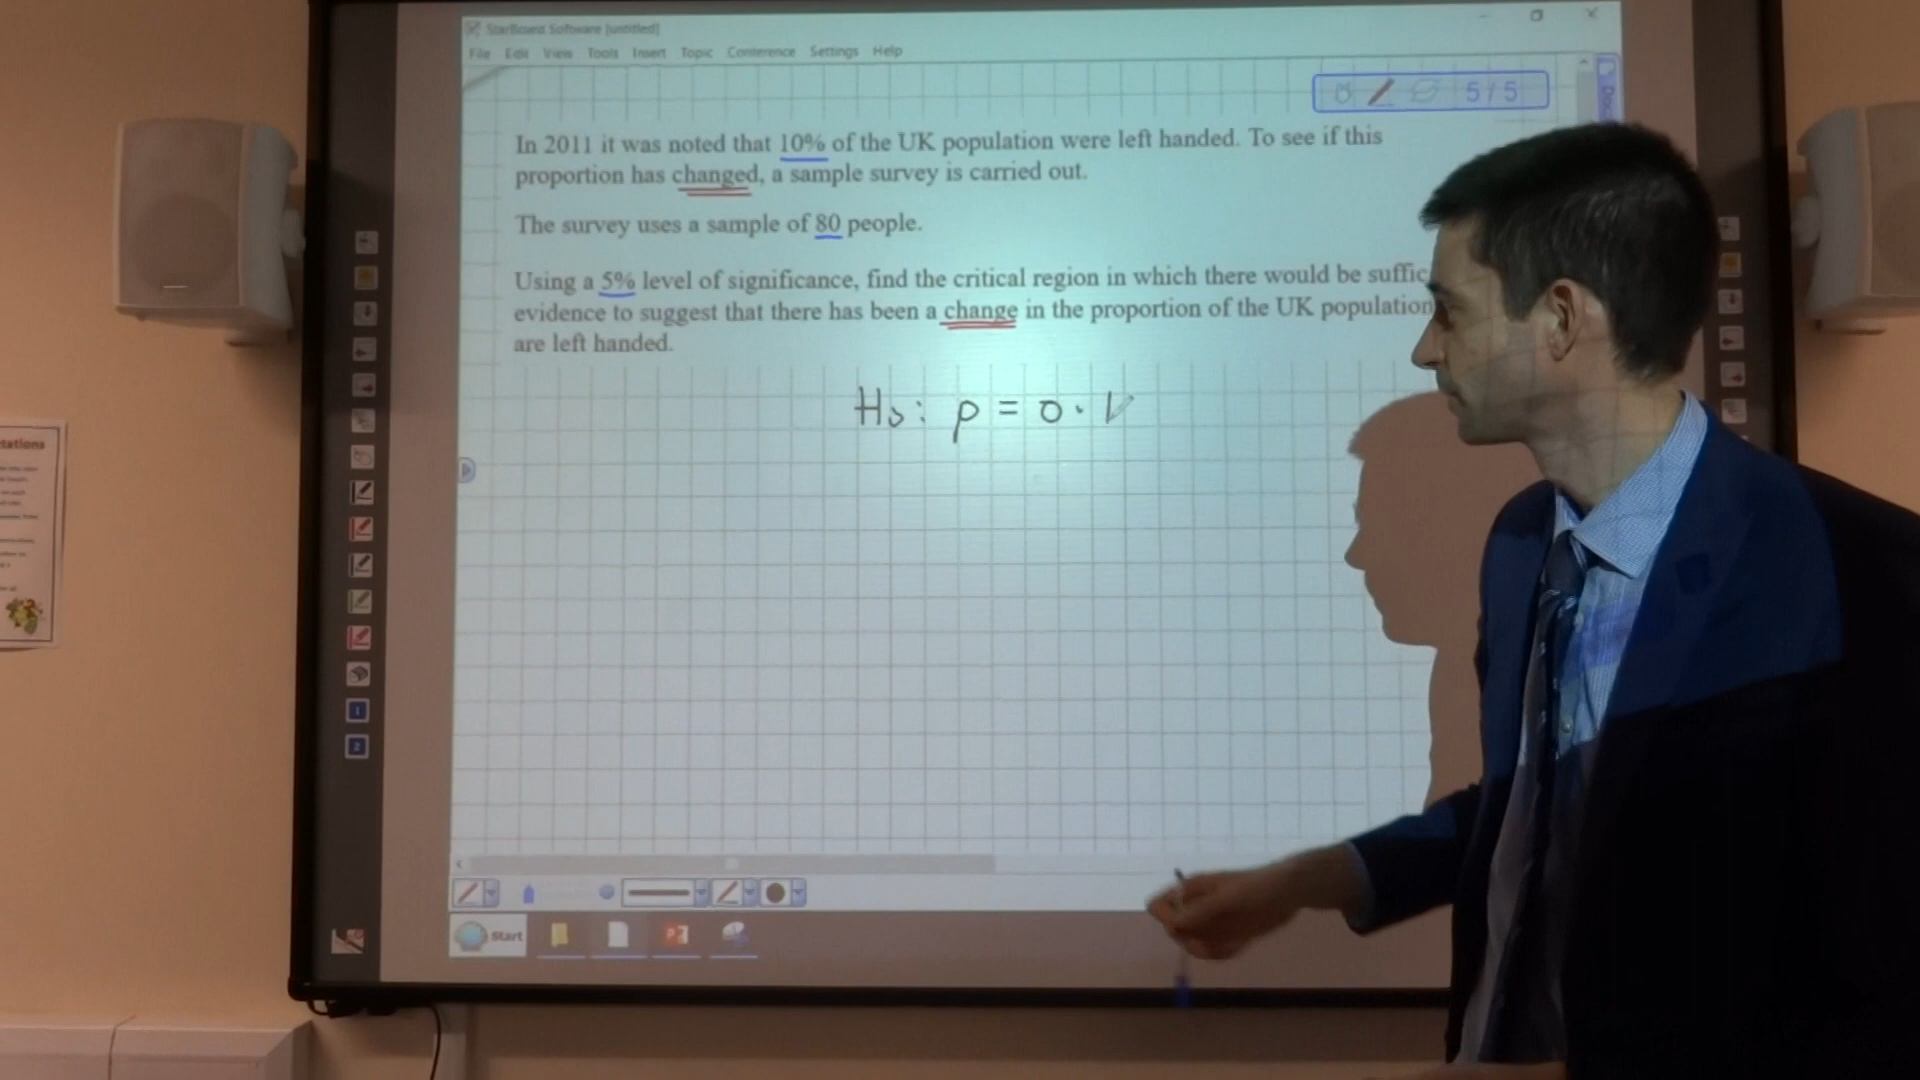 StarBoard Software [untitled]
File Edit View Tools Insert Topic Conference Settings Help
5 / 5
Doc
In 2011 it was noted that 10% of the UK population were left handed. To see if this
proportion has changed, a sample survey is carried out.
The survey uses a sample of 80 people.
Using a 5% level of significance, find the critical region in which there would be suffic
evidence to suggest that there has been a change in the proportion of the UK population
are left handed.
H₀: p = 0.1
tations
1
2
Start